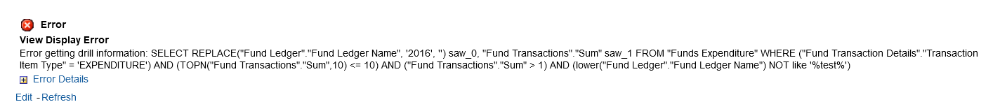 Error
View Display Error
Error getting drill information: SELECT REPLACE("Fund Ledger"."Fund Ledger Name", '2016', '') saw_0, "Fund Transactions"."Sum" saw_1 FROM "Funds Expenditure" WHERE ("Fund Transaction Details"."Transaction
Item Type" = 'EXPENDITURE') AND (TOPN("Fund Transactions"."Sum",10) <= 10) AND ("Fund Transactions"."Sum" > 1) AND (lower("Fund Ledger"."Fund Ledger Name") NOT like '%test%')
Error Details
Edit - Refresh